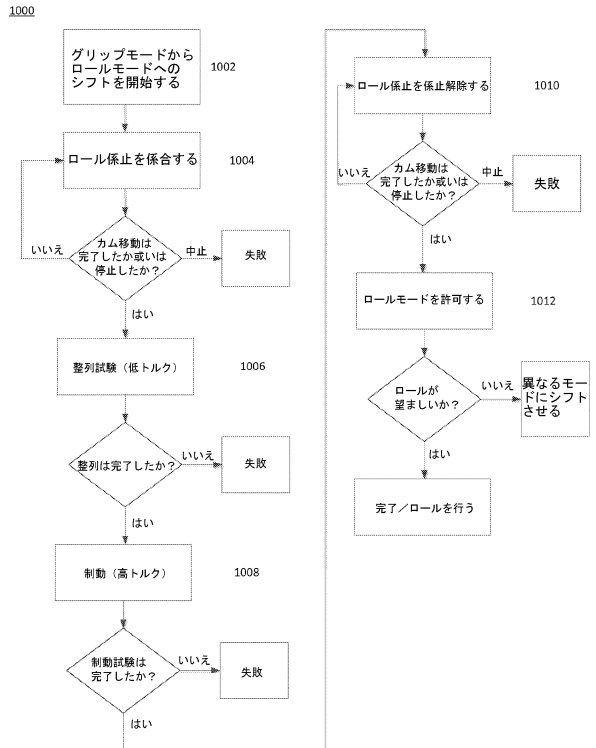 1000
グリップモードから
ロールモードへの
シフトを開始する
1002
ロール係止を係合する
1004
カム移動は
完了したか或いは
停止したか？
いいえ
中止
失敗
はい
整列試験（低トルク）
1006
整列は完了したか？
いいえ
失敗
はい
制動（高トルク）
1008
制動試験は
完了したか？
いいえ
失敗
はい
ロール係止を係止解除する
1010
カム移動は
完了したか或いは
停止したか？
いいえ
中止
失敗
はい
ロールモードを許可する
1012
ロールが
望ましいか？
いいえ
異なるモー
ドにシフト
させる
はい
完了／ロールを行う